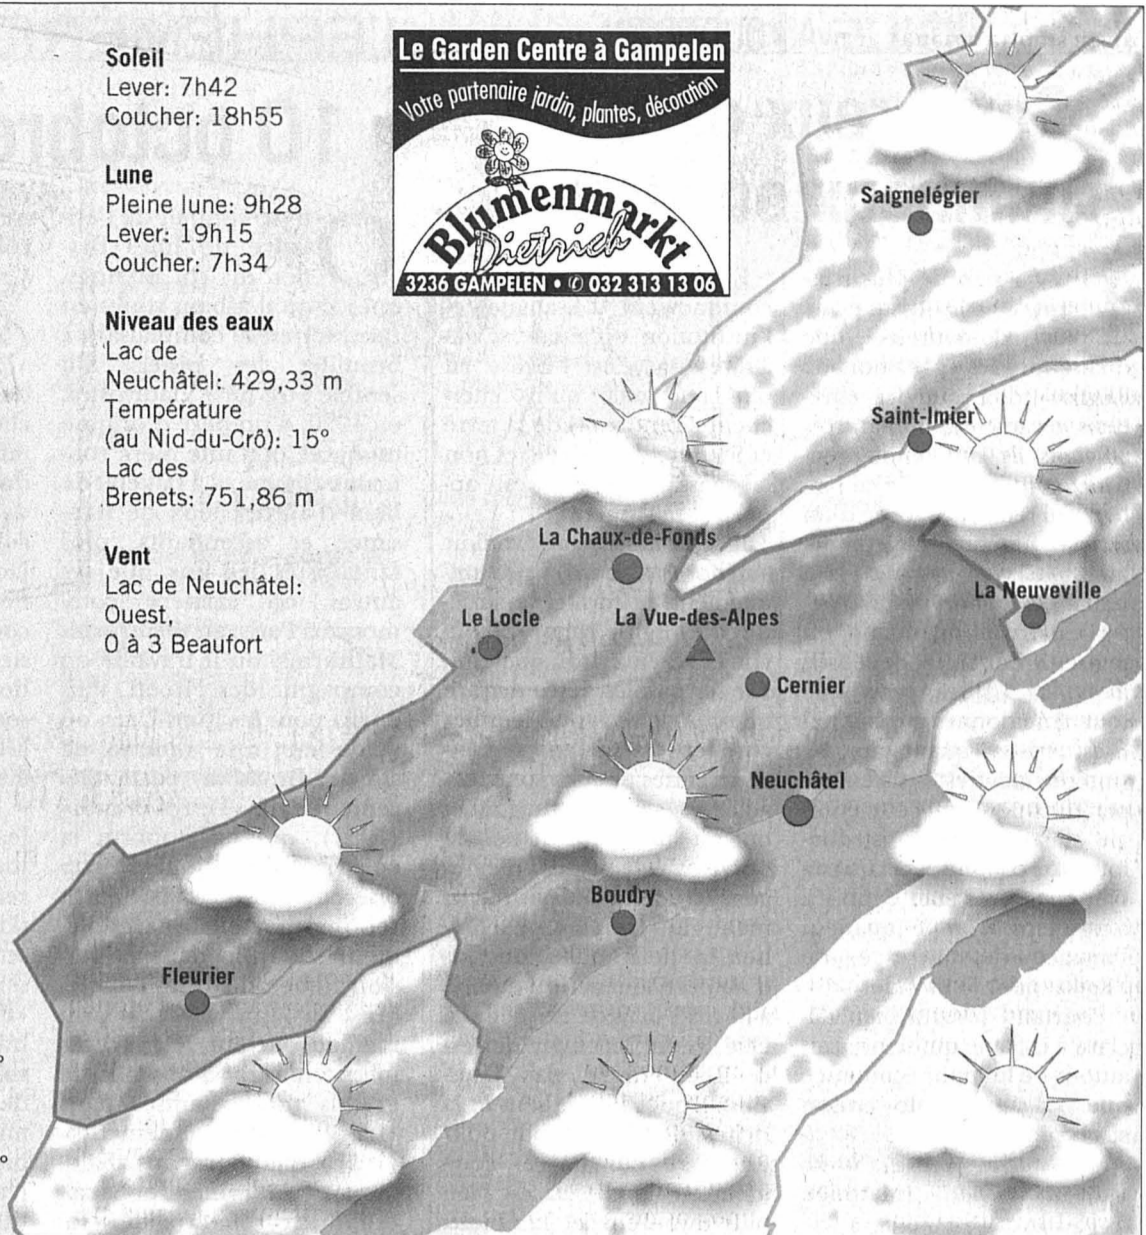 Soleil
Lever: 7h42
Coucher: 18h55
Lune
Pleine lune: 9h28
Lever: 19h15
Coucher: 7h34
Niveau des eaux
Lac de
Neuchâtel: 429,33 m
Température
(au Nid-du-Crô): 15°
Lac des
Brenets: 751,86 m
Vent
Lac de Neuchâtel:
Ouest,
0 à 3 Beaufort
Le Garden Centre à Gampelen
Votre partenaire jardin, plantes, décoration
Blumenmarkt
Dietrich
3236 GAMPELEN • ✆ 032 313 13 06
Saignelégier
Saint-Imier
La Chaux-de-Fonds
La Neuveville
Le Locle
La Vue-des-Alpes
Cernier
Neuchâtel
Boudry
Fleurier